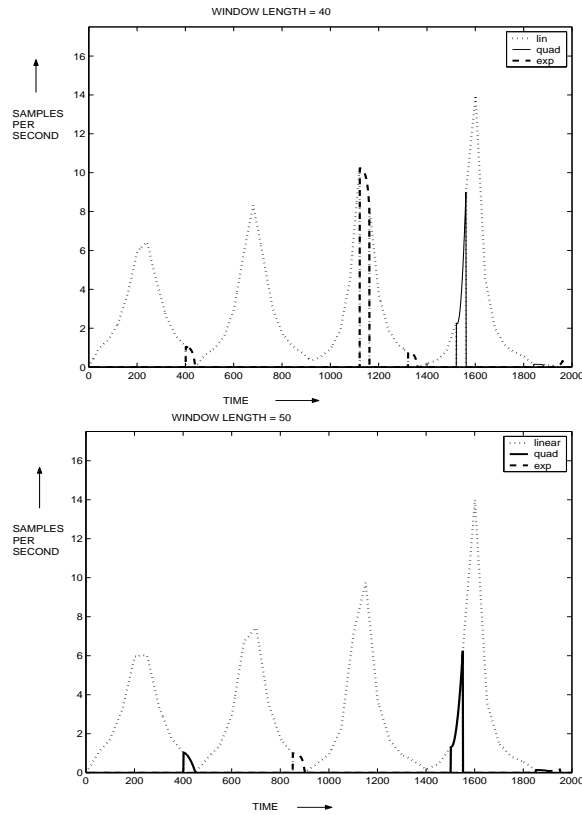 WINDOW LENGTH = 40
lin
quad
exp
SAMPLES
PER
SECOND
16
14
12
10
8
6
4
2
0
0 200 400 600 800 1000 1200 1400 1600 1800 2000
TIME
WINDOW LENGTH = 50
linear
quad
exp
SAMPLES
PER
SECOND
16
14
12
10
8
6
4
2
0
0 200 400 600 800 1000 1200 1400 1600 1800 2000
TIME